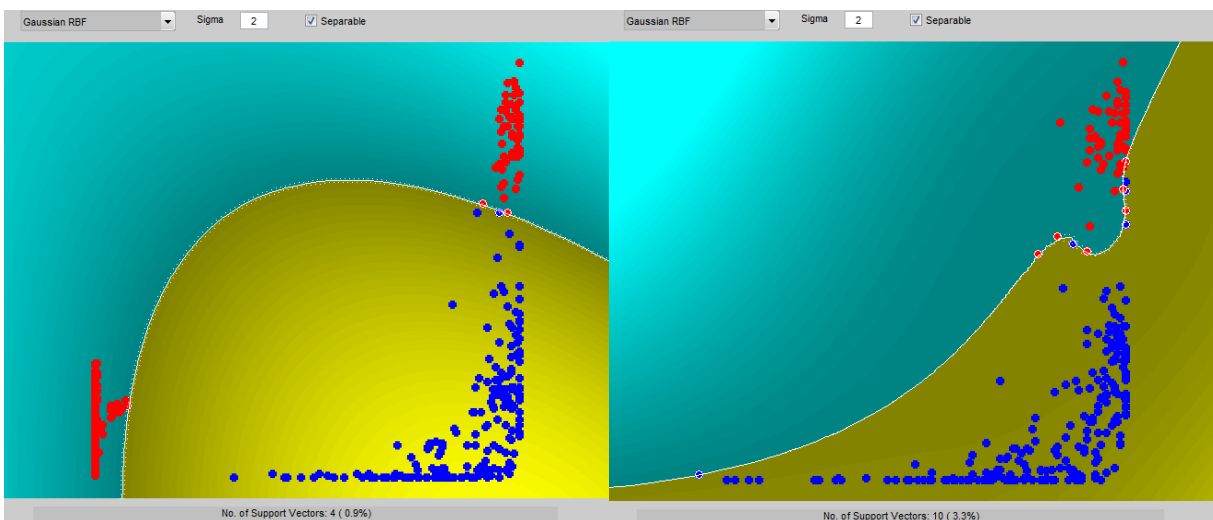 Gaussian RBF Sigma 2 Separable
Gaussian RBF Sigma 2 Separable
No. of Support Vectors: 4 ( 0.9%)
No. of Support Vectors: 10 ( 3.3%)